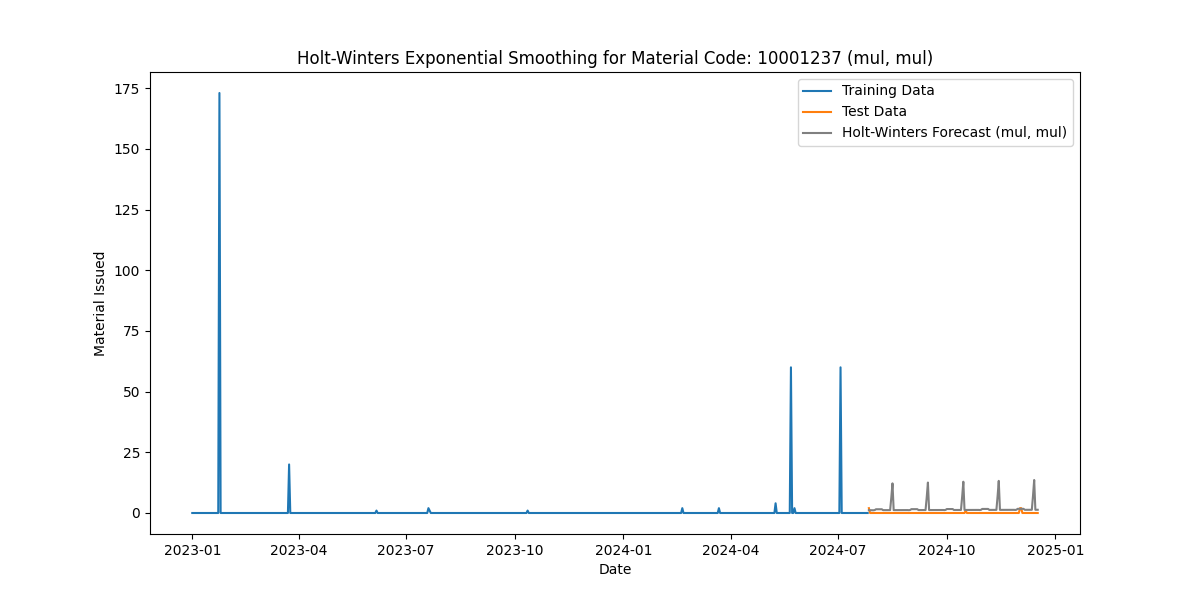 Holt-Winters Exponential Smoothing for Material Code: 10001237 (mul, mul)
Training Data
Test Data
Holt-Winters Forecast (mul, mul)
Material Issued
175
150
125
100
75
50
25
0
2023-01 2023-04 2023-07 2023-10 2024-01 2024-04 2024-07 2024-10 2025-01
Date